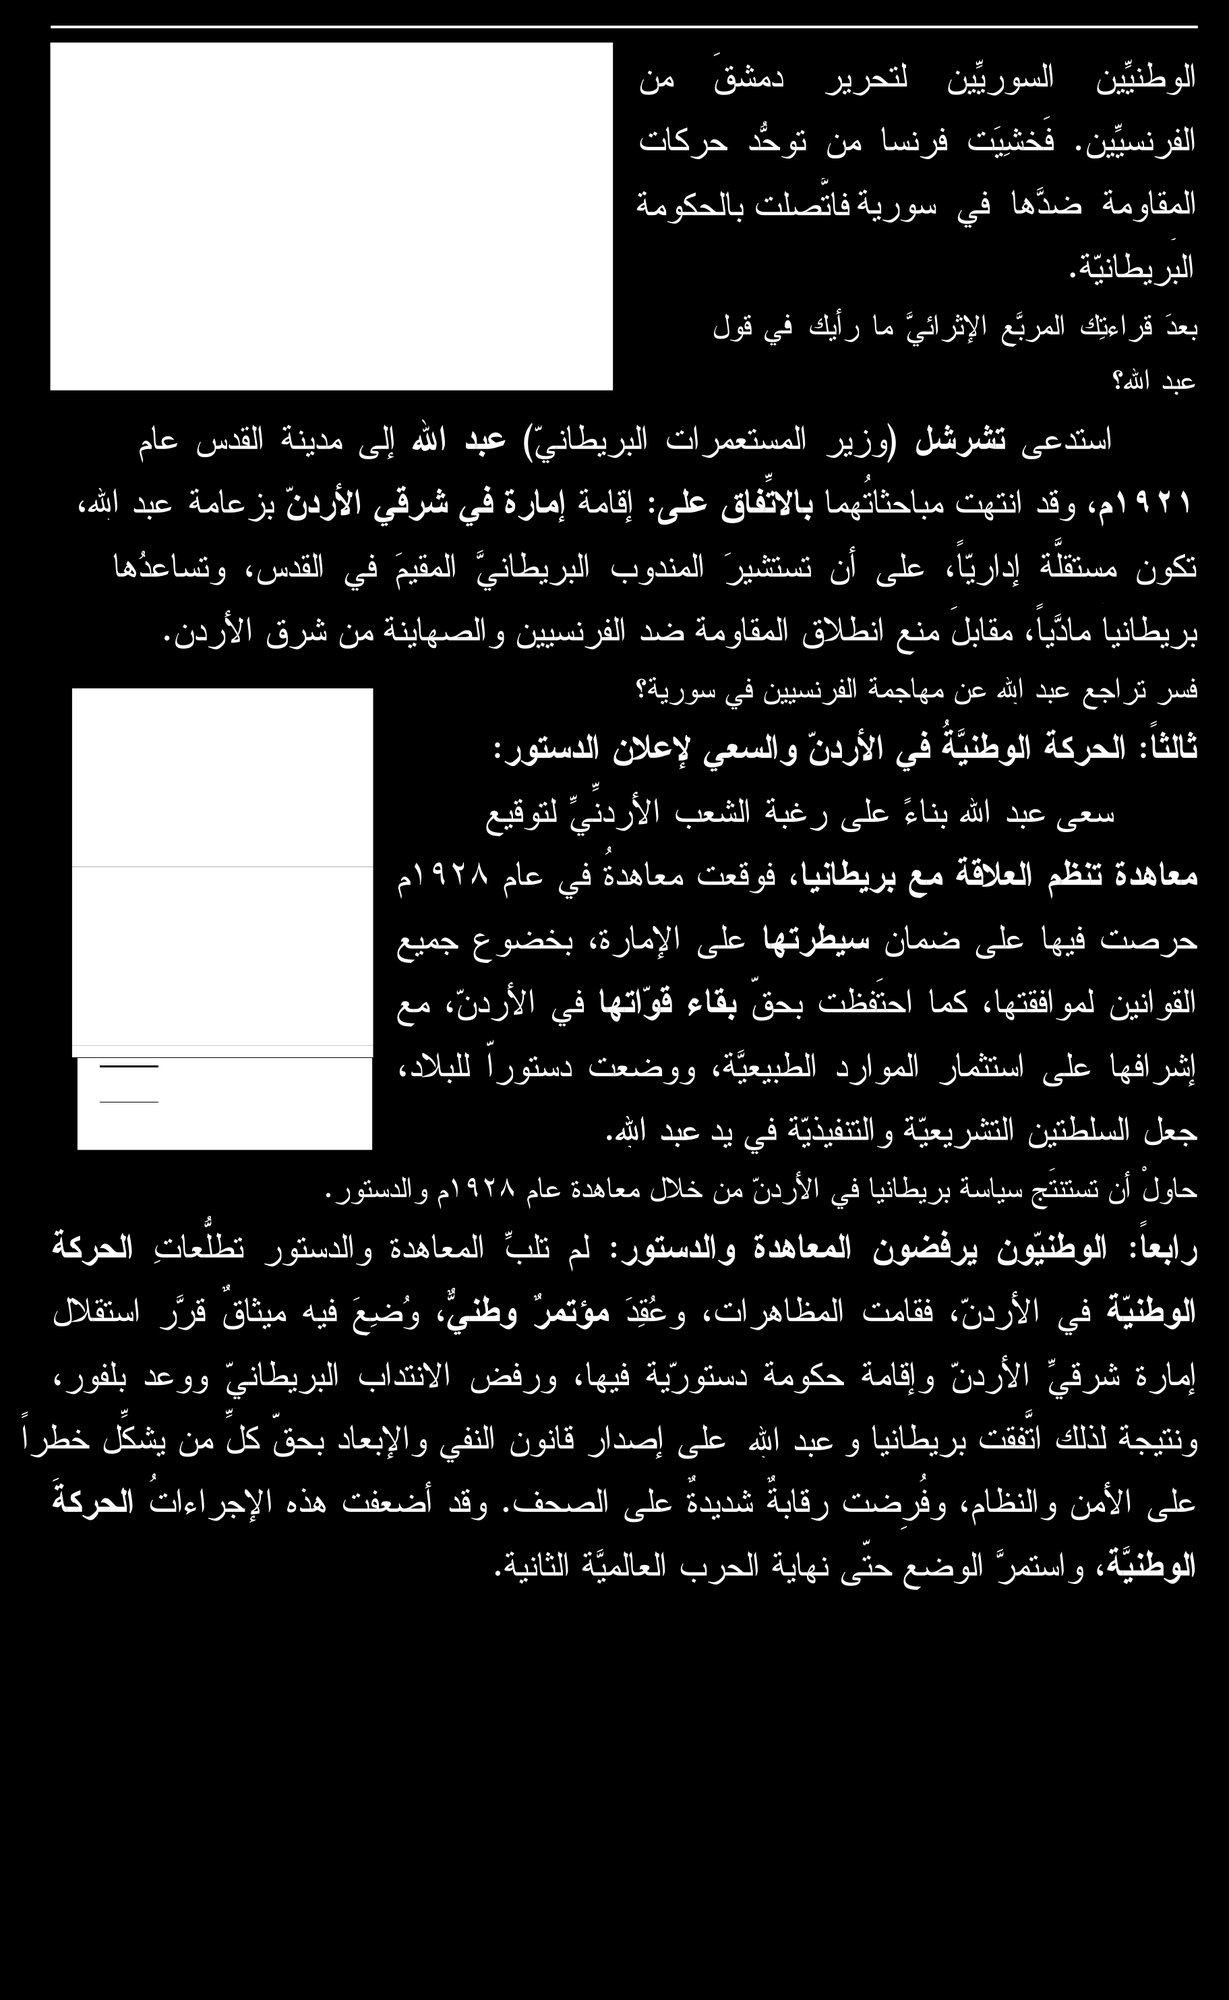 الوطنيِّين السوريِّين لتحرير دمشقَ من
الفرنسيِّين. فَخشِيَت فرنسا من توحُّد حركات
المقاومة ضدَّها في سورية فاتَّصلت بالحكومة
البَريطانيّة.
بعدَ قراءتِك المربَّع الإثرائيَّ ما رأيك في قول
عبد الله؟
استدعى تشرشل (وزير المستعمرات البريطانيّ) عبد الله إلى مدينة القدس عام
١٩٢١م، وقد انتهت مباحثاتُهما بالاتِّفاق على: إقامة إمارة في شرقي الأردنّ بزعامة عبد اللهِ،
تكون مستقلَّة إداريّاً، على أن تستشيرَ المندوب البريطانيَّ المقيمَ في القدس، وتساعدُها
بريطانيا مادَّياً، مقابلَ منع انطلاق المقاومة ضد الفرنسيين والصهاينة من شرق الأردن.
فسر تراجع عبد اللهِ عن مهاجمة الفرنسيين في سورية؟
ثالثاً: الحركة الوطنيَّةُ في الأردنّ والسعي لإعلان الدستور:
سعى عبد الله بناءً على رغبة الشعب الأردنِّيِّ لتوقيع
معاهدة تنظم العلاقة مع بريطانيا، فوقعت معاهدةُ في عام ١٩٢٨م
حرصت فيها على ضمان سيطرتها على الإمارة، بخضوع جميع
القوانين لموافقتها، كما احتَفظت بحقّ بقاء قوّاتها في الأردنّ، مع
إشرافها على استثمار الموارد الطبيعيَّة، ووضعت دستوراّ للبلاد،
جعل السلطتين التشريعيّة والتنفيذيّة في يد عبد اللهِ.
حاولْ أن تستنتَج سياسة بريطانيا في الأردنّ من خلال معاهدة عام ١٩٢٨م والدستور.
رابعاً: الوطنيّون يرفضون المعاهدة والدستور: لم تلبِّ المعاهدة والدستور تطلُّعاتِ الحركة
الوطنيّة في الأردنّ، فقامت المظاهرات، وعُقِدَ مؤتمرٌ وطنيٌّ، وُضِعَ فيه ميثاقٌ قرَّر استقلال
إمارة شرقيِّ الأردنّ وإقامة حكومة دستوريّة فيها، ورفض الانتداب البريطانيّ ووعد بلفور،
ونتيجة لذلك اتَّفقت بريطانيا و عبد اللهِ على إصدار قانون النفي والإبعاد بحقّ كلِّ من يشكِّل خطراً
على الأمن والنظام، وفُرِضت رقابةٌ شديدةٌ على الصحف. وقد أضعفت هذه الإجراءاتُ الحركةَ
الوطنيَّة، واستمرَّ الوضع حتّى نهاية الحرب العالميَّة الثانية.